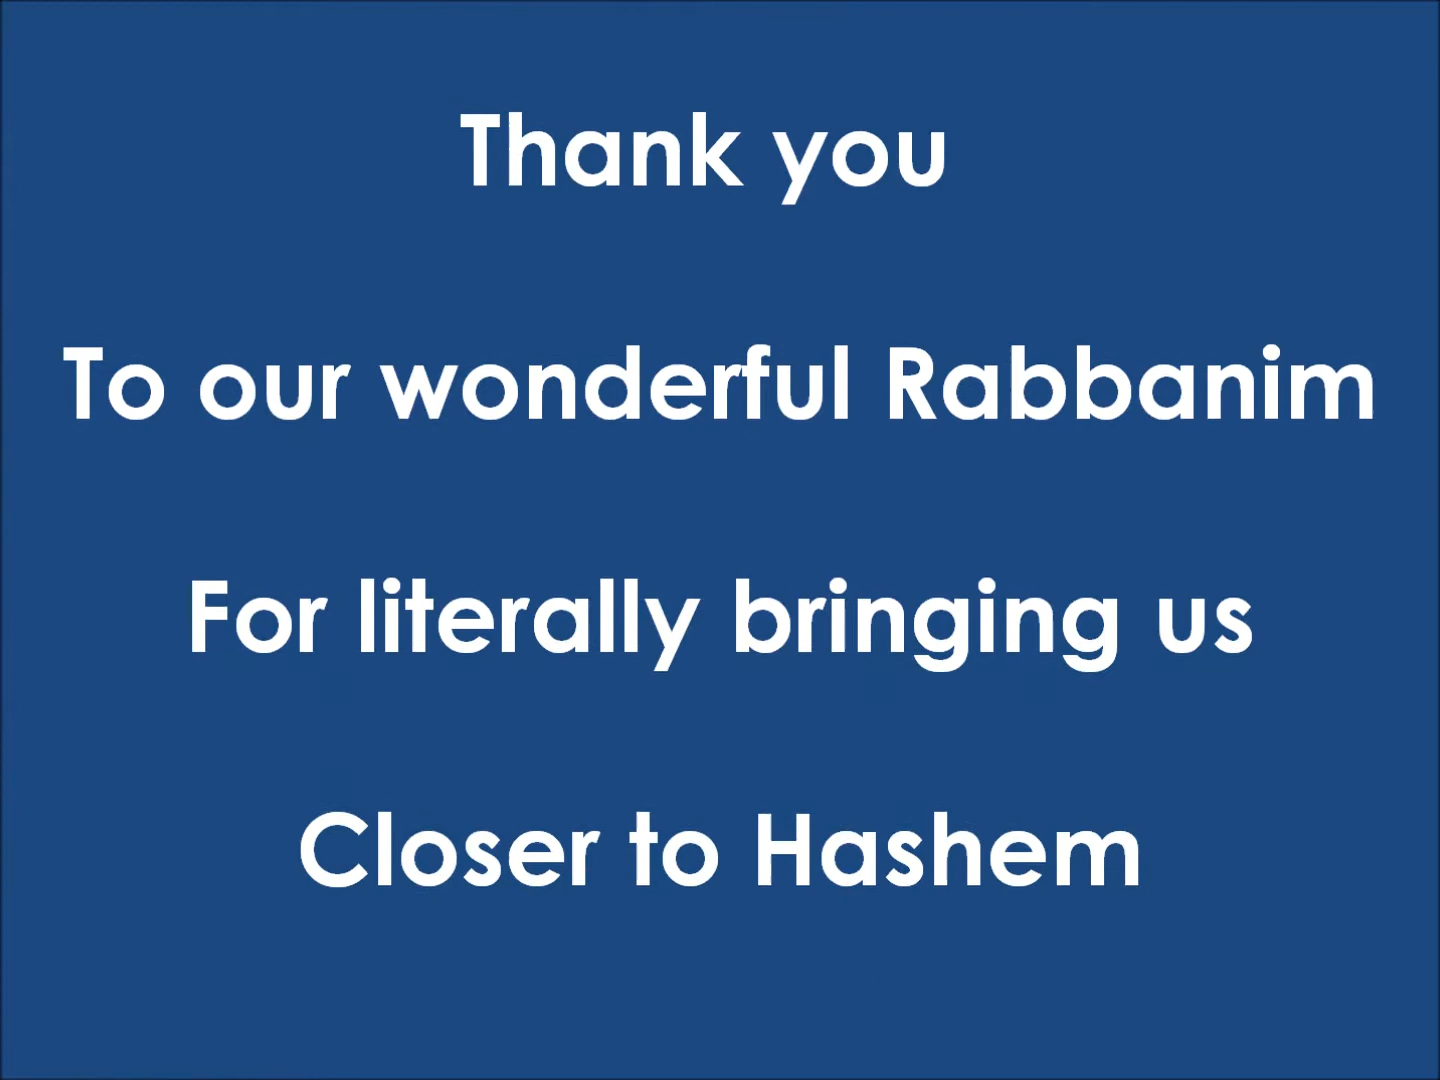 Thank you
To our wonderful Rabbanim
For literally bringing us
Closer to Hashem